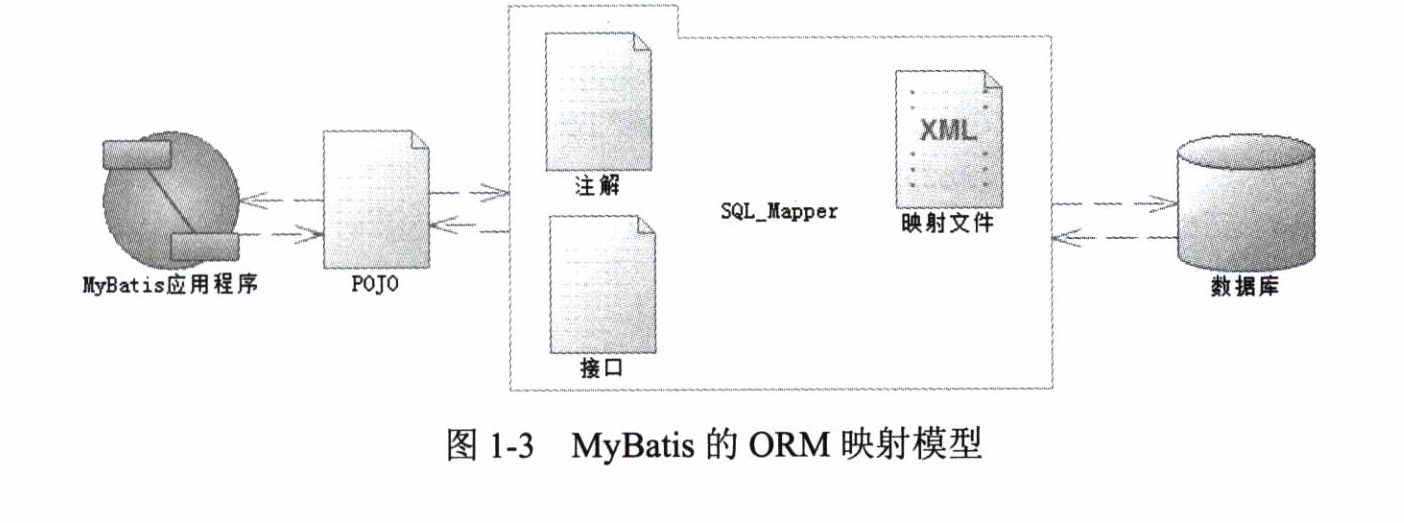 注解
XML
SQL_Mapper
映射文件
MyBatis应用程序
POJO
数据库
接口
图 1-3 MyBatis 的 ORM 映射模型